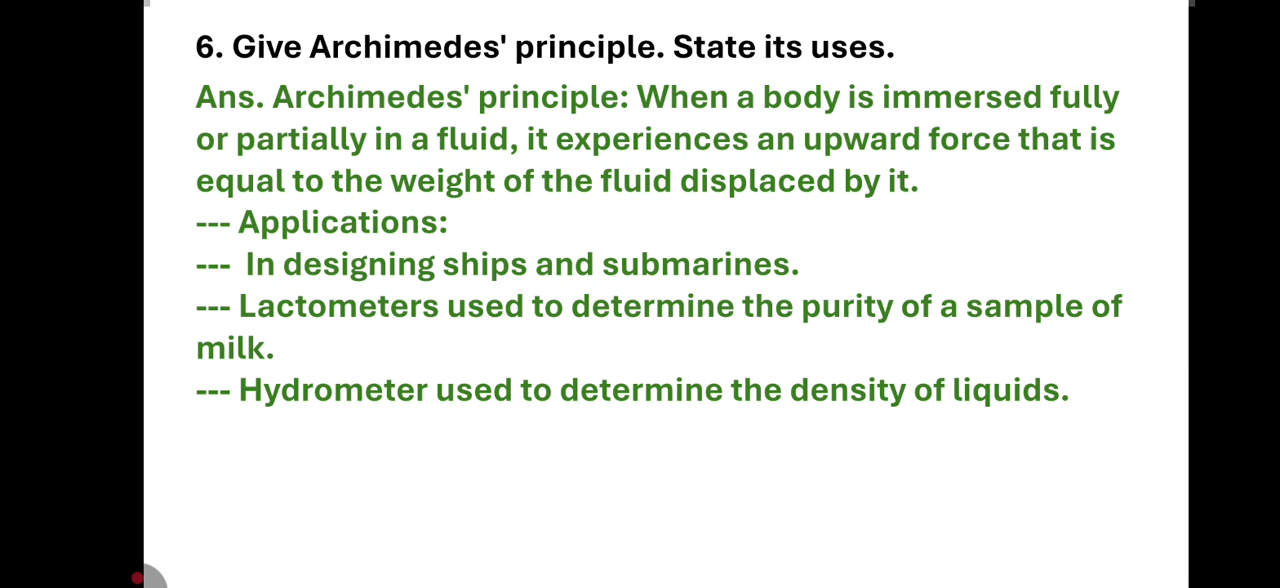 6. Give Archimedes' principle. State its uses.
Ans. Archimedes' principle: When a body is immersed fully
or partially in a fluid, it experiences an upward force that is
equal to the weight of the fluid displaced by it.
--- Applications:
---  In designing ships and submarines.
--- Lactometers used to determine the purity of a sample of
milk.
--- Hydrometer used to determine the density of liquids.